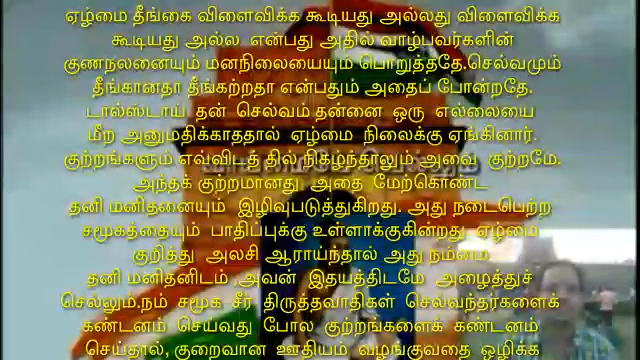 ஏழ்மை தீங்கை விளைவிக்க கூடியது அல்லது விளைவிக்க
கூடியது அல்ல என்பது அதில் வாழ்பவர்களின்
குணநலனையும் மனநிலையையும் பொறுத்ததே.செல்வமும்
தீங்கானதா தீங்கற்றதா என்பதும் அதைப் போன்றதே.
டால்ஸ்டாய் தன் செல்வம் தன்னை ஒரு எல்லையை
மீற அனுமதிக்காததால் ஏழ்மை நிலைக்கு ஏங்கினார்.
குற்றங்களும் எவ்விடத் தில் நிகழ்ந்தாலும் அவை குற்றமே.
அந்தக் குற்றமானது அதை மேற்கொண்ட
தனி மனிதனையும் இழிவுபடுத்துகிறது. அது நடைபெற்ற
சமூகத்தையும் பாதிப்புக்கு உள்ளாக்குகின்றது ஏழ்மை
குறித்து அலசி ஆராய்ந்தால் அது நம்மை
தனி மனிதனிடம் ,அவன் இதயத்திடமே அழைத்துச்
செல்லும்.நம் சமூக சீர் திருத்தவாதிகள் செல்வந்தர்களைக்
கண்டனம் செய்வது போல குற்றங்களைக் கண்டனம்
செய்தால், குறைவான ஊதியம் வழங்குவதை ஒழிக்க